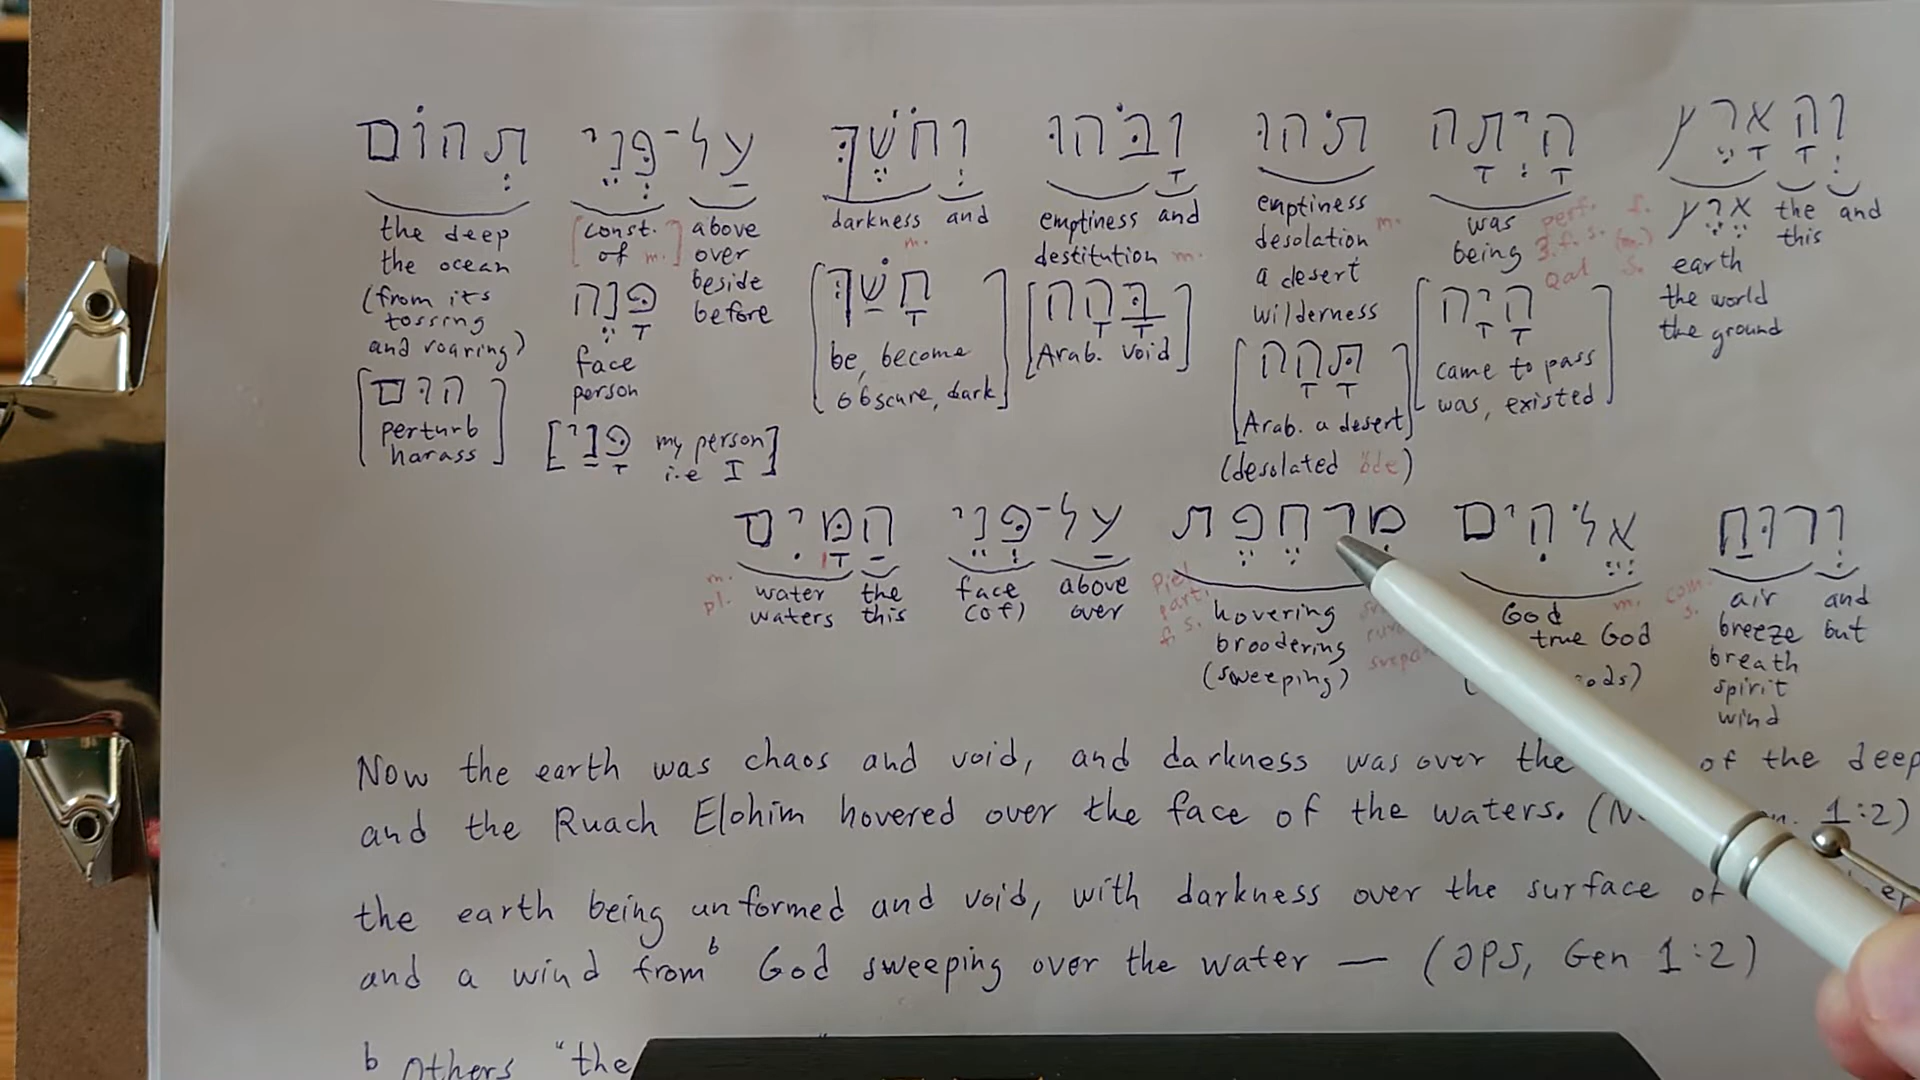 וְהָאָרֶץ הָיְתָה תֹהוּ וָבֹהוּ וְחֹשֶׁךְ עַל־פְּנֵי תְהוֹם
and the earth was emptiness and emptiness and darkness above const. the deep
this אֶרֶץ being perf. f. desolation m. destitution m. m. over of m. the ocean
earth 3. f. s. (m.) a desert beside (from its
the world Qal s. wilderness before tossing
the ground and roaring)
[הָיָה came to pass was, existed]
[תָּהָה Arab. a desert]
(desolated öde)
[בָּהָה Arab. void]
[חָשַׁךְ be, become obscure, dark]
פָּנֶה face person
[פָּנַי my person i.e I]
[הוּם perturb harass]
וְרוּחַ אֱלֹהִים מְרַחֶפֶת עַל־פְּנֵי הַמָּיִם
and air God m. hovering above face the water m.
but breeze true God broodering over (of) this waters pl.
breath (sweeping) Piel
spirit part.
wind f. s.
com. s.
Now the earth was chaos and void, and darkness was over the of the deep
and the Ruach Elohim hovered over the face of the waters. 1:2)
the earth being unformed and void, with darkness over the surface of
and a wind from b God sweeping over the water — (JPS, Gen 1:2)
b Others "the